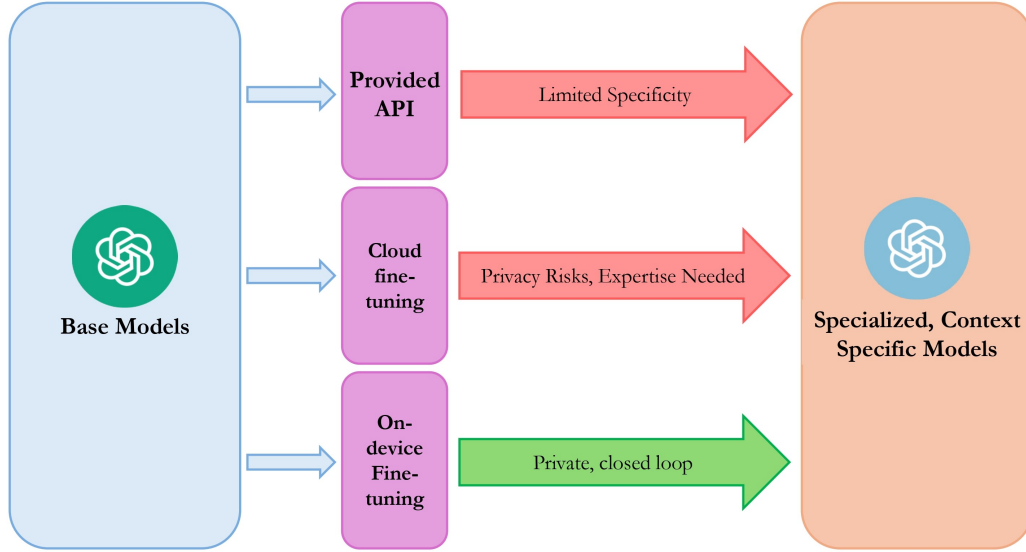 Base Models
Provided
API
Limited Specificity
Cloud
fine-
tuning
Privacy Risks, Expertise Needed
On-
device
Fine-
tuning
Private, closed loop
Specialized, Context
Specific Models